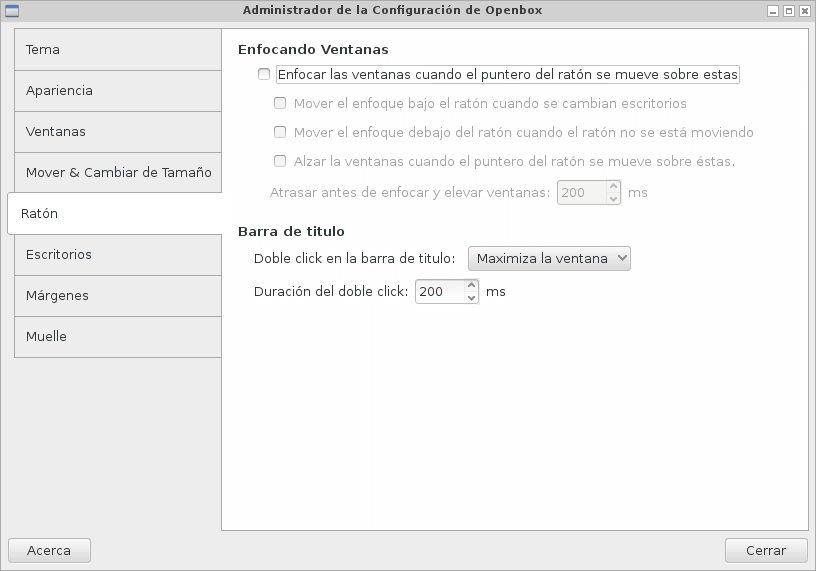 Administrador de la Configuración de Openbox
Tema
Apariencia
Ventanas
Mover & Cambiar de Tamaño
Ratón
Escritorios
Márgenes
Muelle
Enfocando Ventanas
Enfocar las ventanas cuando el puntero del ratón se mueve sobre estas
Mover el enfoque bajo el ratón cuando se cambian escritorios
Mover el enfoque debajo del ratón cuando el ratón no se está moviendo
Alzar la ventanas cuando el puntero del ratón se mueve sobre éstas.
Atrasar antes de enfocar y elevar ventanas: 200 ms
Barra de titulo
Doble click en la barra de titulo: Maximiza la ventana
Duración del doble click: 200 ms
Acerca
Cerrar